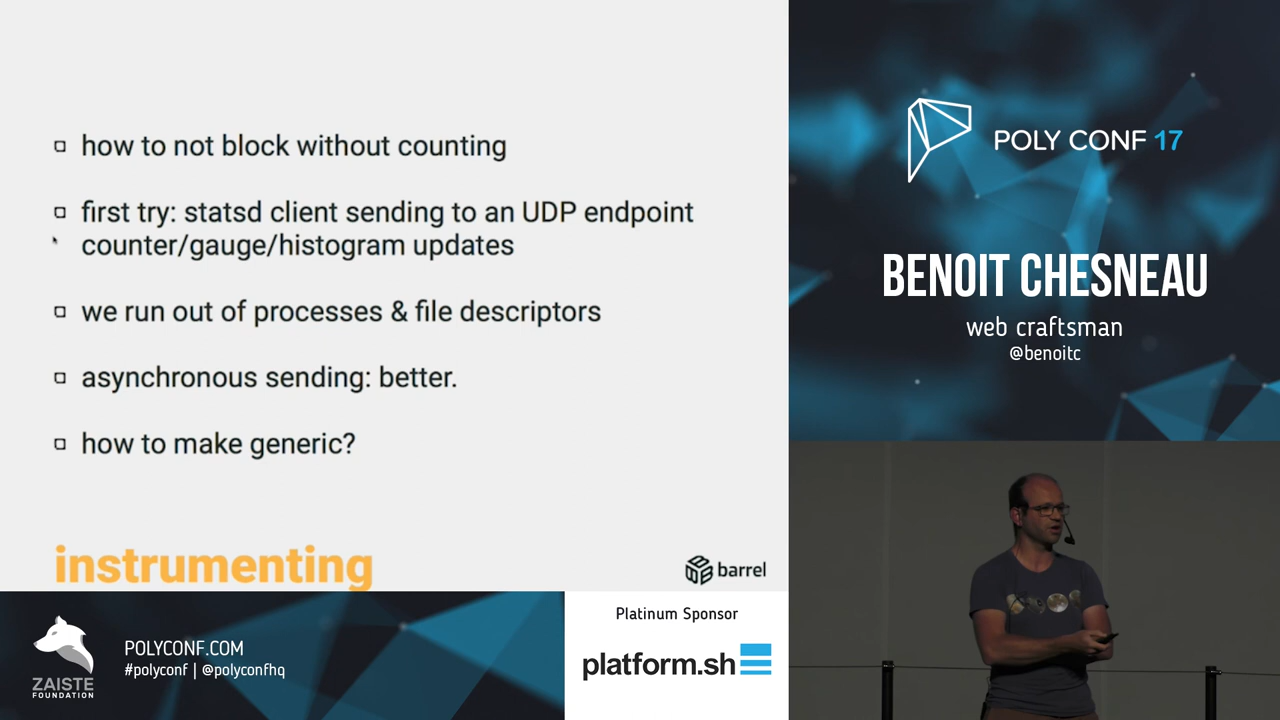 how to not block without counting
first try: statsd client sending to an UDP endpoint
counter/gauge/histogram updates
we run out of processes & file descriptors
asynchronous sending: better.
how to make generic?
instrumenting
barrel
POLY CONF 17
BENOIT CHESNEAU
web craftsman
@benoitc
ZAISTE
FOUNDATION
POLYCONF.COM
#polyconf | @polyconfhq
Platinum Sponsor
platform.sh